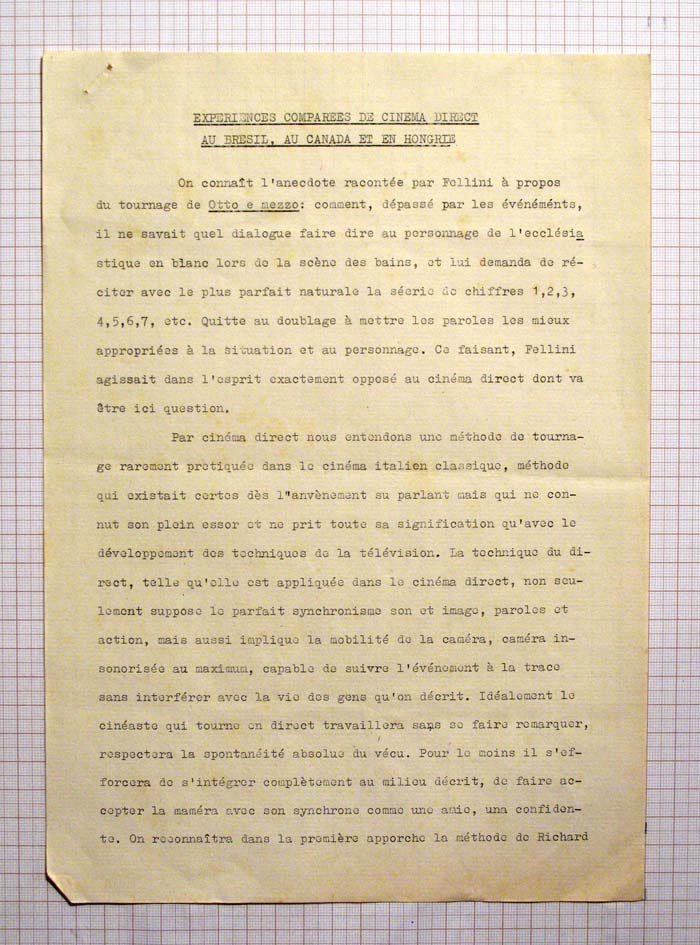 EXPERIENCES COMPAREES DE CINEMA DIRECT
AU BRESIL, AU CANADA ET EN HONGRIE
On connaît l'anecdote racontée par Fellini à propos
du tournage de Otto e mezzo: comment, dépassé par les événéménts,
il ne savait quel dialogue faire dire au personnage de l'ecclésia
stique en blanc lors de la scène des bains, et lui demanda de ré-
citer avec le plus parfait naturale la séerie de chiffres 1,2,3,
4,5,6,7, etc. Quitte au doublage à mettre les paroles les mieux
appropriées à la situation et au personnage. Ce faisant, Fellini
agissait dans l'esprit exactement opposé au cinéma direct dont va
être ici question.
Par cinéma direct nous entendons une méthode de tourna-
ge rarement pratiquée dans le cinéma italien classique, méthode
qui existait certes dès l"anvènement su parlant mais qui ne con-
nut son plein essor et ne prit toute sa signification qu'avec le
développement des techniques de la télévision. La technique du di-
rect, telle qu'elle est appliquée dans le cinéma direct, non seu-
lement suppose le parfait synchronisme son et image, paroles et
action, mais aussi implique la mobilité de la caméra, caméra in-
sonorisée au maximum, capable de suivre l'événement à la trace
sans interférer avec la vie des gens qu'on décrit. Idéalement le
cinéaste qui tourne en direct travaillera sans se faire remarquer,
respectera la spontanéité absolue du vécu. Pour le moins il s'ef-
forcera de s'intégrer complètement au milieu décrit, de faire ac-
cepter la maméra avec son synchrone comme une amie, una confiden-
te. On reconnaîtra dans la première apporche la méthode de Richard